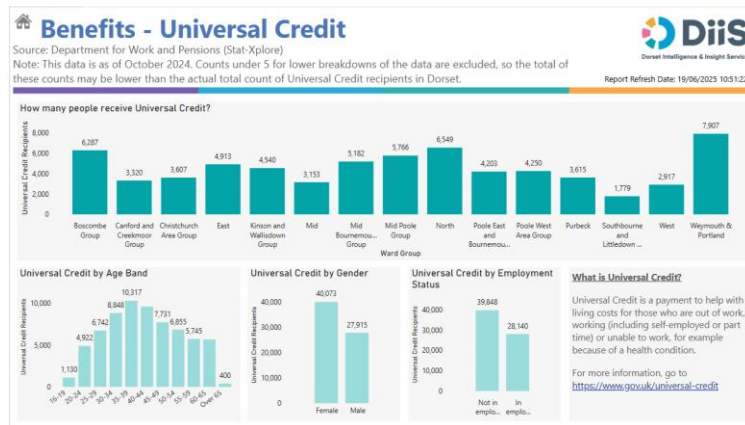 Benefits - Universal Credit
Source: Department for Work and Pensions (Stat-Xplore)
Note: This data is as of October 2024. Counts under 5 for lower breakdowns of the data are excluded, so the total of
these counts may be lower than the actual total count of Universal Credit recipients in Dorset.
DiiS
Dorset Intelligence & Insight Service
Report Refresh Date: 19/06/2025 10:51:22
How many people receive Universal Credit?
Universal Credit Recipients
8,000
6,000
4,000
2,000
0
6,287
3,320
3,607
4,913
4,540
3,153
5,182
5,766
6,549
4,203
4,250
3,615
1,779
2,917
7,907
Boscombe Group
Canford and Creekmoor Group
Christchurch Area Group
East
Kinson and Wallisdown Group
Mid
Mid Bournemou... Group
Mid Poole Group
North
Poole East and Bournemou...
Poole West Area Group
Purbeck
Southbourne and Littledown ...
West
Weymouth & Portland
Ward Group
Universal Credit by Age Band
Universal Credit Recipients
10,000
5,000
0
1,130
4,922
6,742
8,848
10,317
7,731
6,855
5,745
400
16-19
20-24
25-29
30-34
35-39
40-44
45-49
50-54
55-59
60-65
Over 65
Universal Credit by Gender
Universal Credit Recipients
40,000
30,000
20,000
10,000
0
40,073
27,915
Female
Male
Universal Credit by Employment
Status
Universal Credit Recipients
40,000
30,000
20,000
10,000
0
39,848
28,140
Not in emplo...
In emplo...
What is Universal Credit?
Universal Credit is a payment to help with
living costs for those who are out of work,
working (including self-employed or part
time) or unable to work, for example
because of a health condition.
For more information, go to
https://www.gov.uk/universal-credit